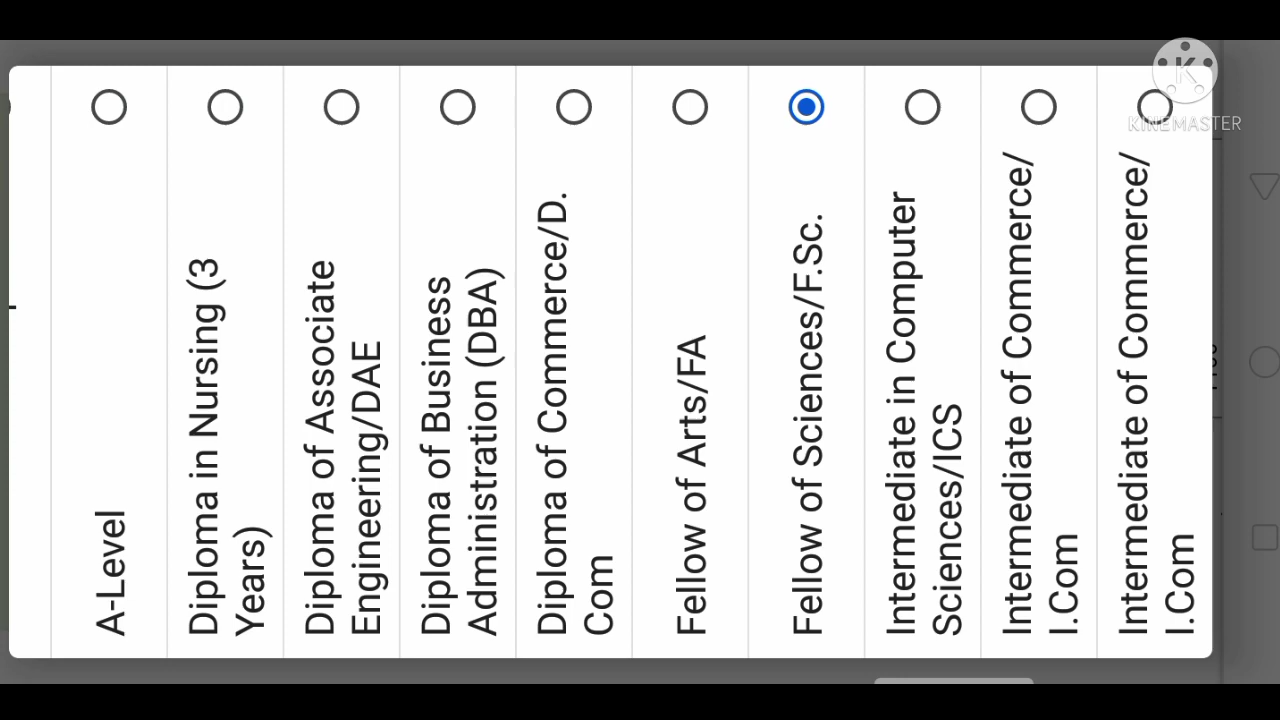 A-Level
Diploma in Nursing (3
Years)
Diploma of Associate
Engineering/DAE
Diploma of Business
Administration (DBA)
Diploma of Commerce/D.
Com
Fellow of Arts/FA
Fellow of Sciences/F.Sc.
Intermediate in Computer
Sciences/ICS
Intermediate of Commerce/
I.Com
Intermediate of Commerce/
I.Com
K
KINEMASTER